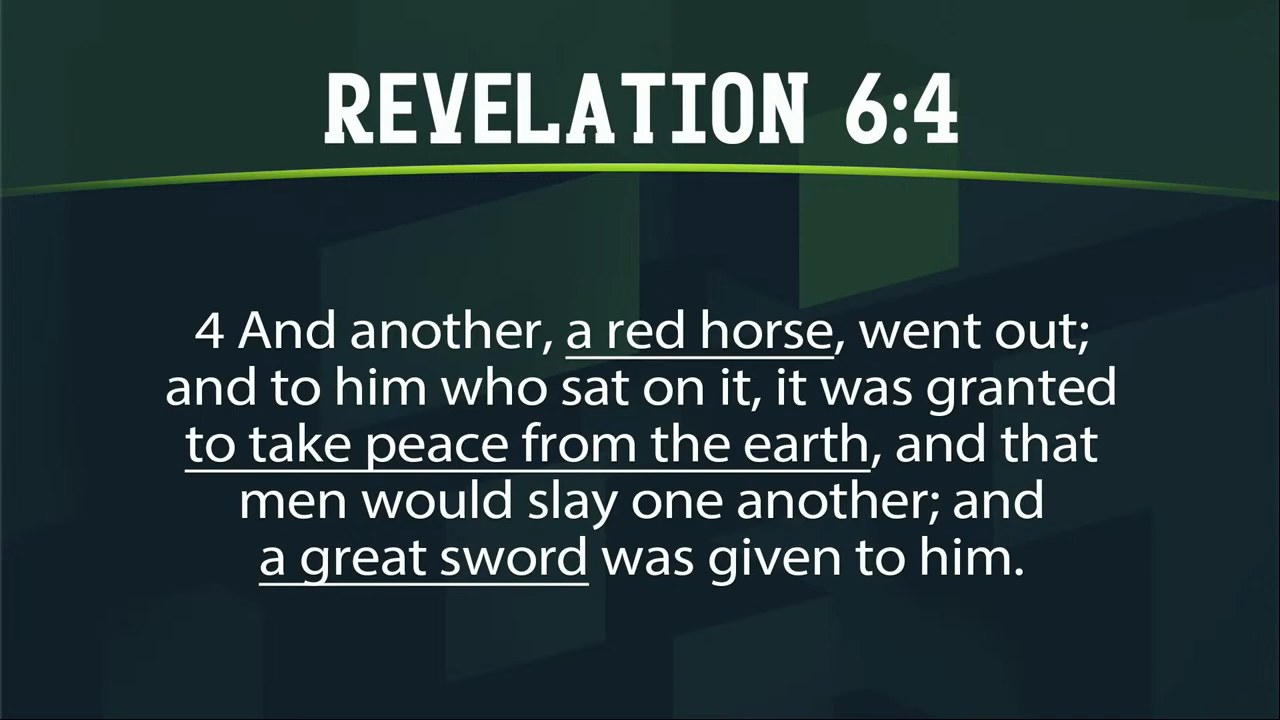 REVELATION 6:4
4 And another, a red horse, went out;
and to him who sat on it, it was granted
to take peace from the earth, and that
men would slay one another; and
a great sword was given to him.